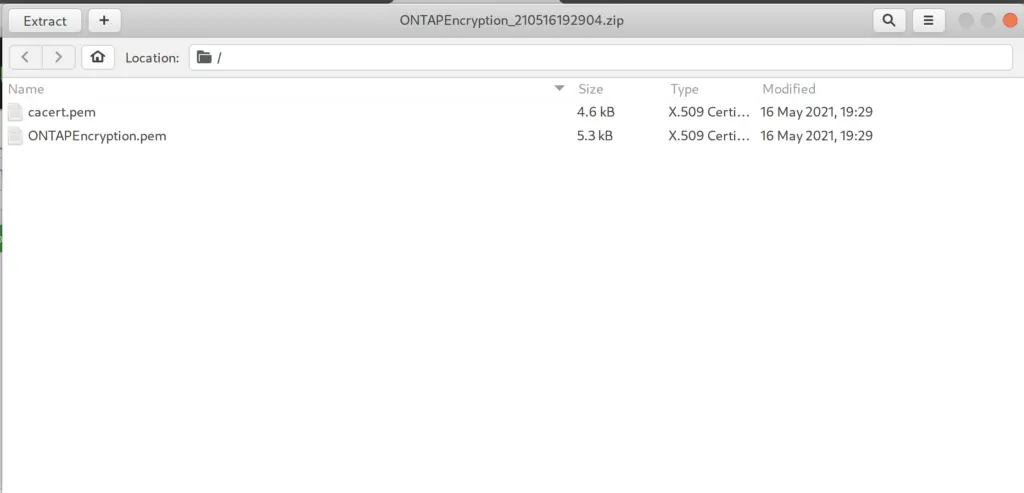 Extract + ONTAPEncryption_210516192904.zip
Location: /
Name Size Type Modified
cacert.pem 4.6 kB X.509 Certi... 16 May 2021, 19:29
ONTAPEncryption.pem 5.3 kB X.509 Certi... 16 May 2021, 19:29